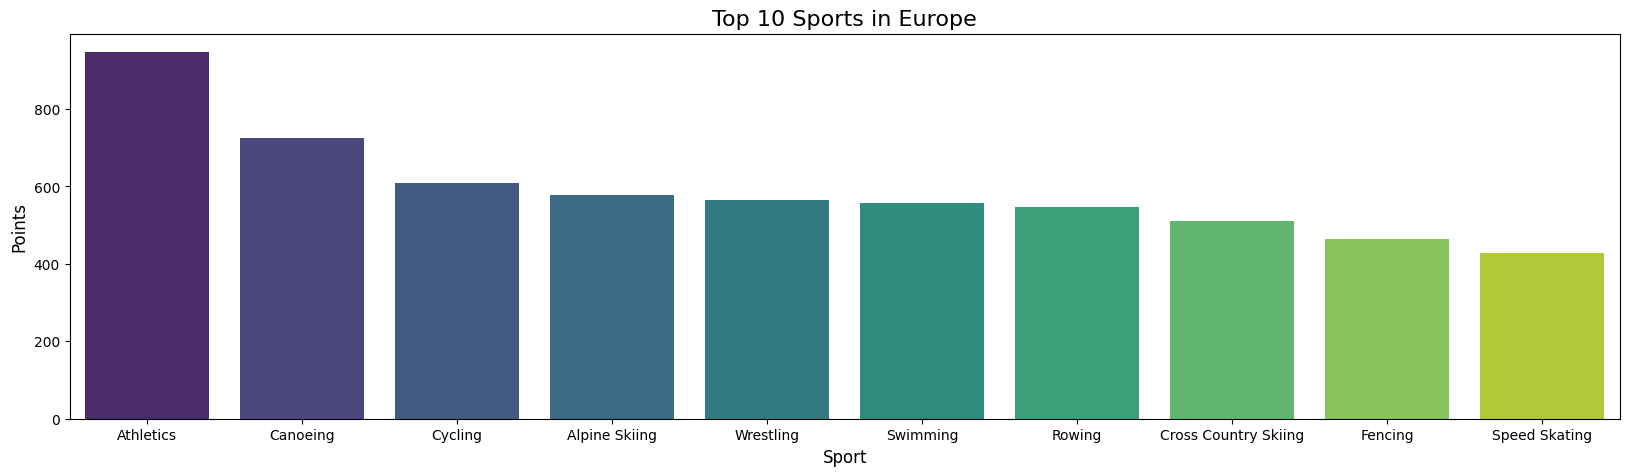 Top 10 Sports in Europe
Points
800
600
400
200
0
Athletics Canoeing Cycling Alpine Skiing Wrestling Swimming Rowing Cross Country Skiing Fencing Speed Skating
Sport